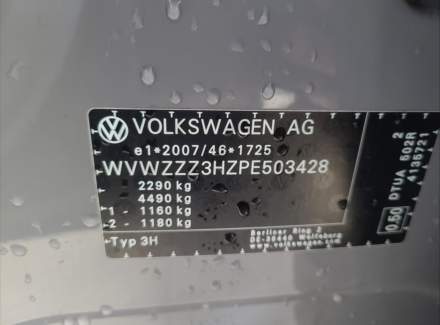 VOLKSWAGEN AG
e1*2007/46*1725
WVWZZZ3HZPE503428
2290 kg
4490 kg
1 - 1160 kg
2 - 1180 kg
Typ 3H
Berliner Ring 2
DE-38440 Wolfsburg
www.volkswagen.com
0.50
DTUA 502R 2
4135721